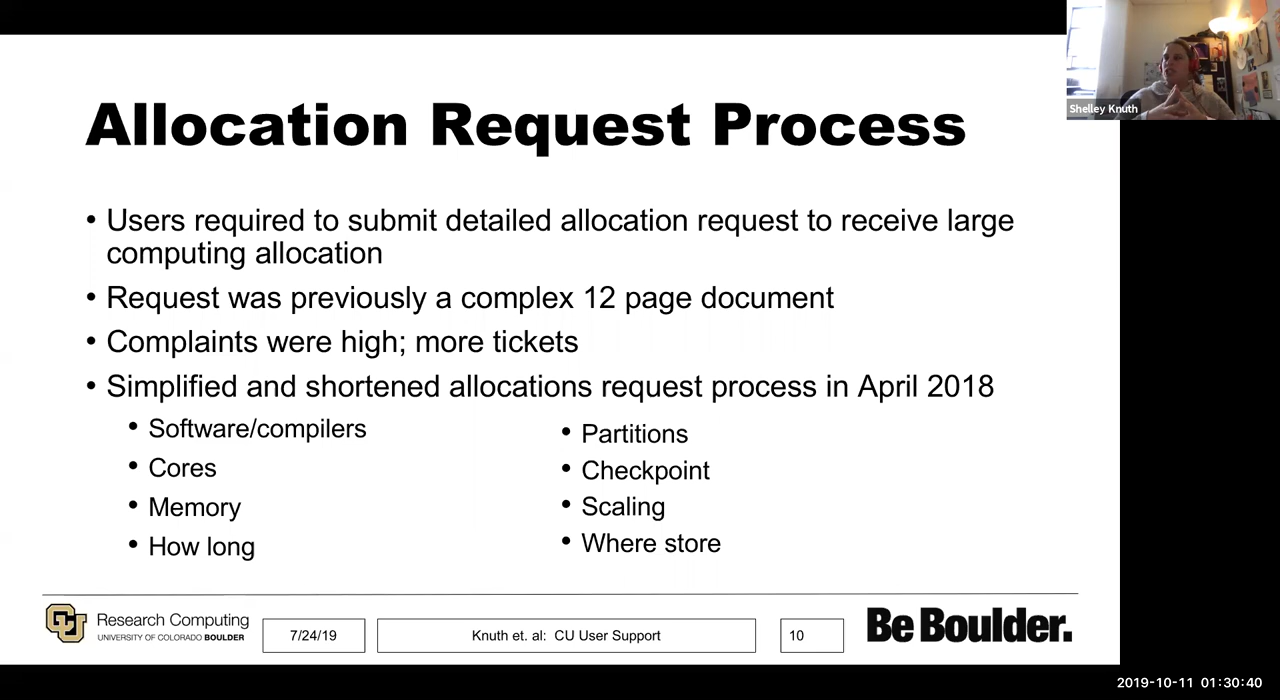 Shelley Knuth
Allocation Request Process
• Users required to submit detailed allocation request to receive large
computing allocation
• Request was previously a complex 12 page document
• Complaints were high; more tickets
• Simplified and shortened allocations request process in April 2018
• Software/compilers
• Cores
• Memory
• How long
• Partitions
• Checkpoint
• Scaling
• Where store
CU
Research Computing
UNIVERSITY OF COLORADO BOULDER
7/24/19
Knuth et. al: CU User Support
10
Be Boulder.
2019-10-11 01:30:40